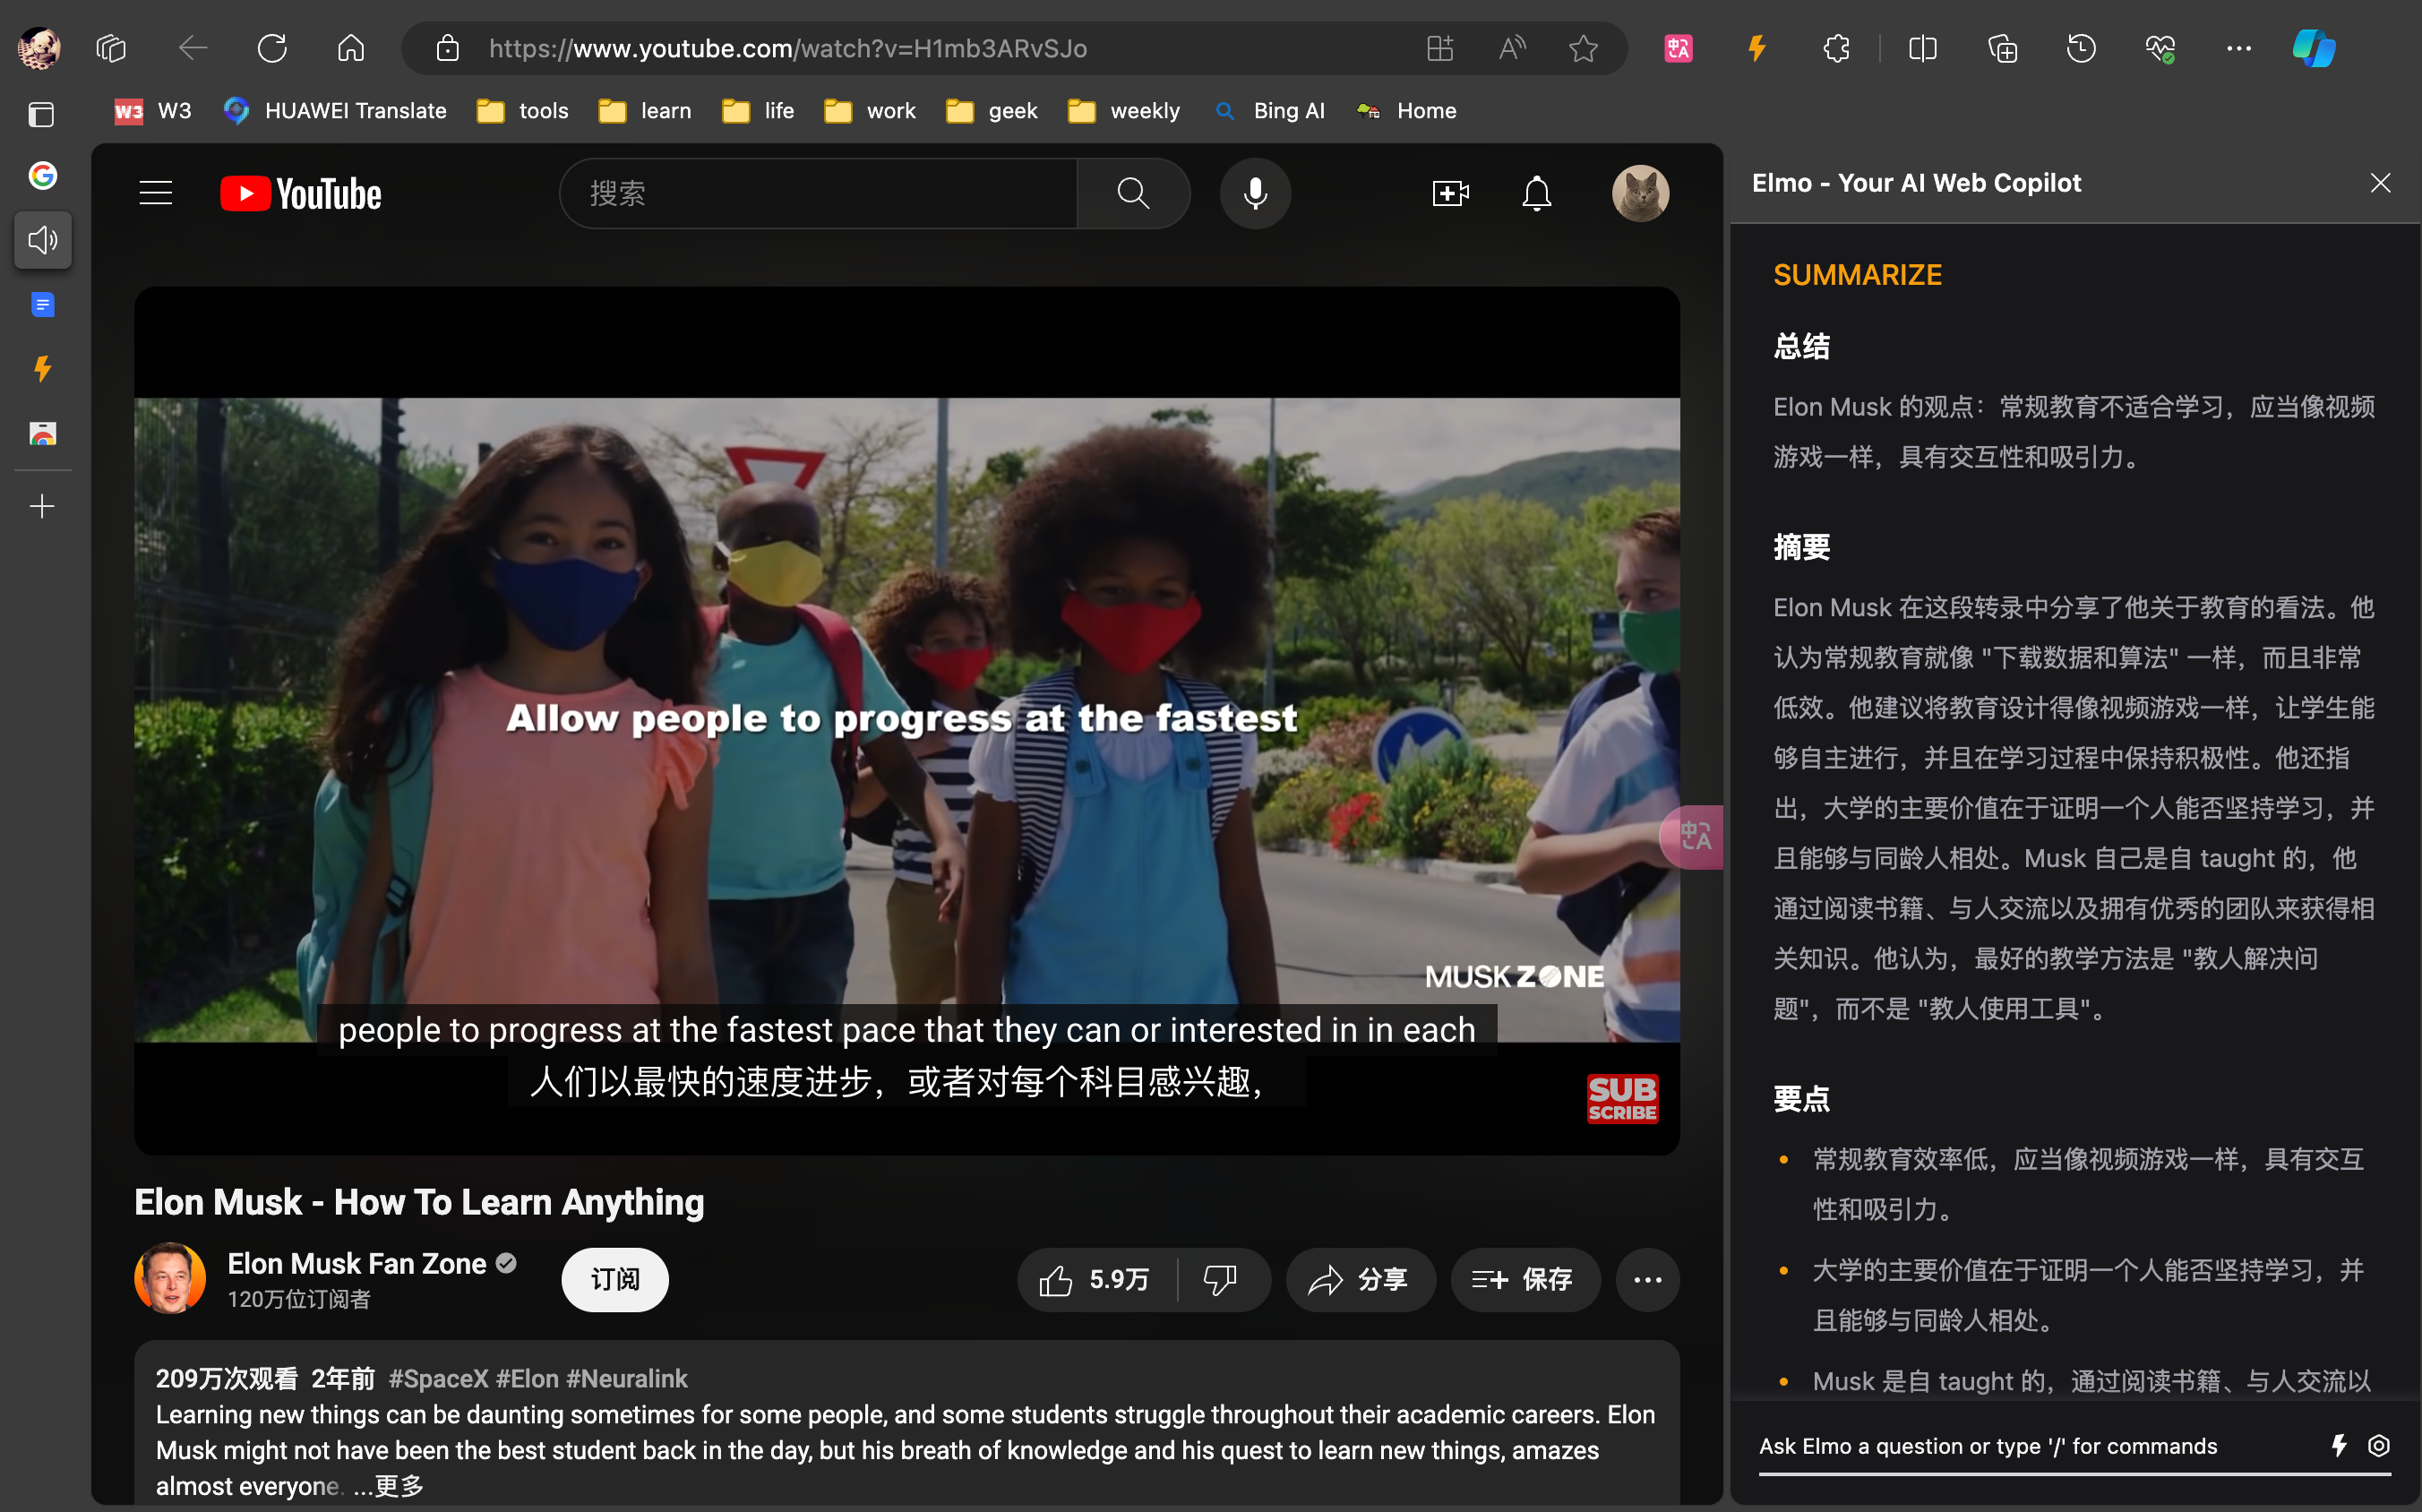 https://www.youtube.com/watch?v=H1mb3ARvSJo
W3 HUAWEI Translate tools learn life work geek weekly Bing AI Home
YouTube
搜索
Allow people to progress at the fastest
MUSK ZONE
people to progress at the fastest pace that they can or interested in in each
人们以最快的速度进步，或者对每个科目感兴趣，
SUB
SCRIBE
Elon Musk - How To Learn Anything
Elon Musk Fan Zone
120万位订阅者
订阅
5.9万
分享
保存
209万次观看 2年前 #SpaceX #Elon #Neuralink
Learning new things can be daunting sometimes for some people, and some students struggle throughout their academic careers. Elon
Musk might not have been the best student back in the day, but his breath of knowledge and his quest to learn new things, amazes
almost everyone. ...更多
Elmo - Your AI Web Copilot
SUMMARIZE
总结
Elon Musk 的观点：常规教育不适合学习，应当像视频
游戏一样，具有交互性和吸引力。
摘要
Elon Musk 在这段转录中分享了他关于教育的看法。他
认为常规教育就像 "下载数据和算法" 一样，而且非常
低效。他建议将教育设计得像视频游戏一样，让学生能
够自主进行，并且在学习过程中保持积极性。他还指
出，大学的主要价值在于证明一个人能否坚持学习，并
且能够与同龄人相处。Musk 自己是自 taught 的，他
通过阅读书籍、与人交流以及拥有优秀的团队来获得相
关知识。他认为，最好的教学方法是 "教人解决问
题"，而不是 "教人使用工具"。
要点
• 常规教育效率低，应当像视频游戏一样，具有交互
性和吸引力。
• 大学的主要价值在于证明一个人能否坚持学习，并
且能够与同龄人相处。
• Musk 是自 taught 的，通过阅读书籍、与人交流以
Ask Elmo a question or type '/' for commands